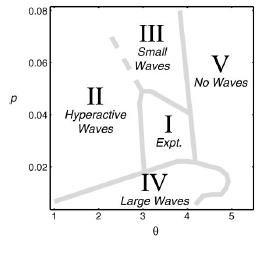 0.08
III
Small
Waves
V
No Waves
0.06
II
Hyperactive
Waves
p
0.04
I
Expt.
0.02
IV
Large Waves
1 2 3 4 5
θ